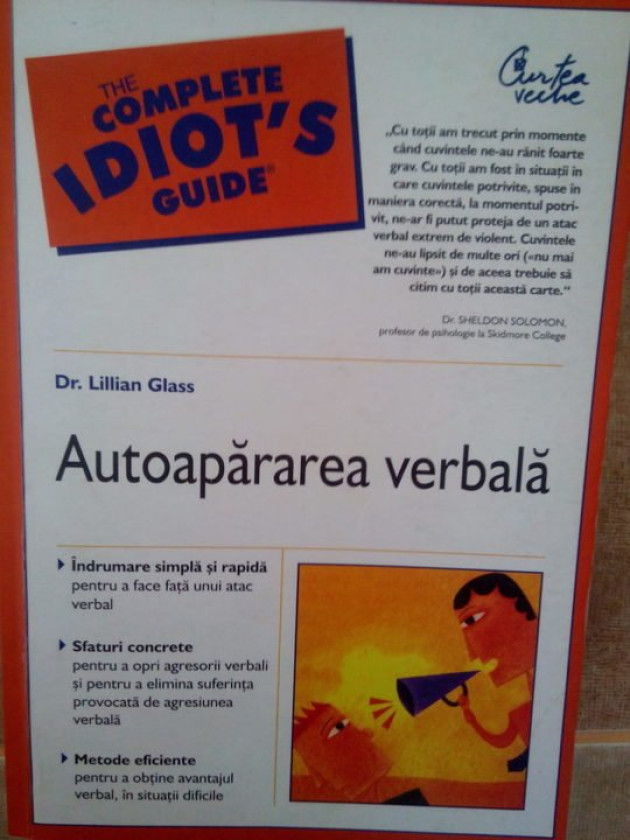 THE
COMPLETE
IDIOT'S
GUIDE®
Curtea
veche
„Cu toții am trecut prin momente
când cuvintele ne-au rănit foarte
grav. Cu toții am fost în situații în
care cuvintele potrivite, spuse în
maniera corectă, la momentul potri-
vit, ne-ar fi putut proteja de un atac
verbal extrem de violent. Cuvintele
ne-au lipsit de multe ori («nu mai
am cuvinte») și de aceea trebuie să
citim cu toții această carte.“
Dr. SHELDON SOLOMON,
profesor de psihologie la Skidmore College
Dr. Lillian Glass
Autoapărarea verbală
Îndrumare simplă și rapidă
pentru a face față unui atac
verbal
Sfaturi concrete
pentru a opri agresorii verbali
și pentru a elimina suferința
provocată de agresiunea
verbală
Metode eficiente
pentru a obține avantajul
verbal, în situații dificile